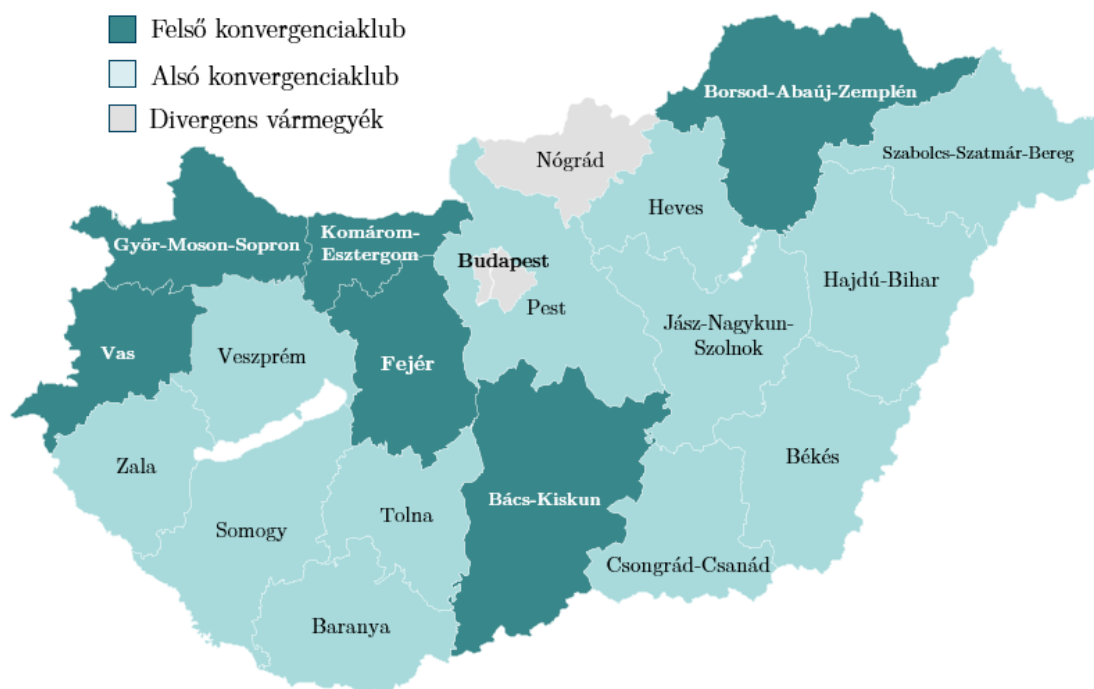 Felső konvergenciaklub
Alsó konvergenciaklub
Divergens vármegyék
Borsod-Abaúj-Zemplén
Nógrád
Szabolcs-Szatmár-Bereg
Heves
Győr-Moson-Sopron
Komárom-
Esztergom
Budapest
Pest
Hajdú-Bihar
Jász-Nagykun-
Szolnok
Vas
Veszprém
Fejér
Zala
Békés
Bács-Kiskun
Tolna
Somogy
Csongrád-Csanád
Baranya